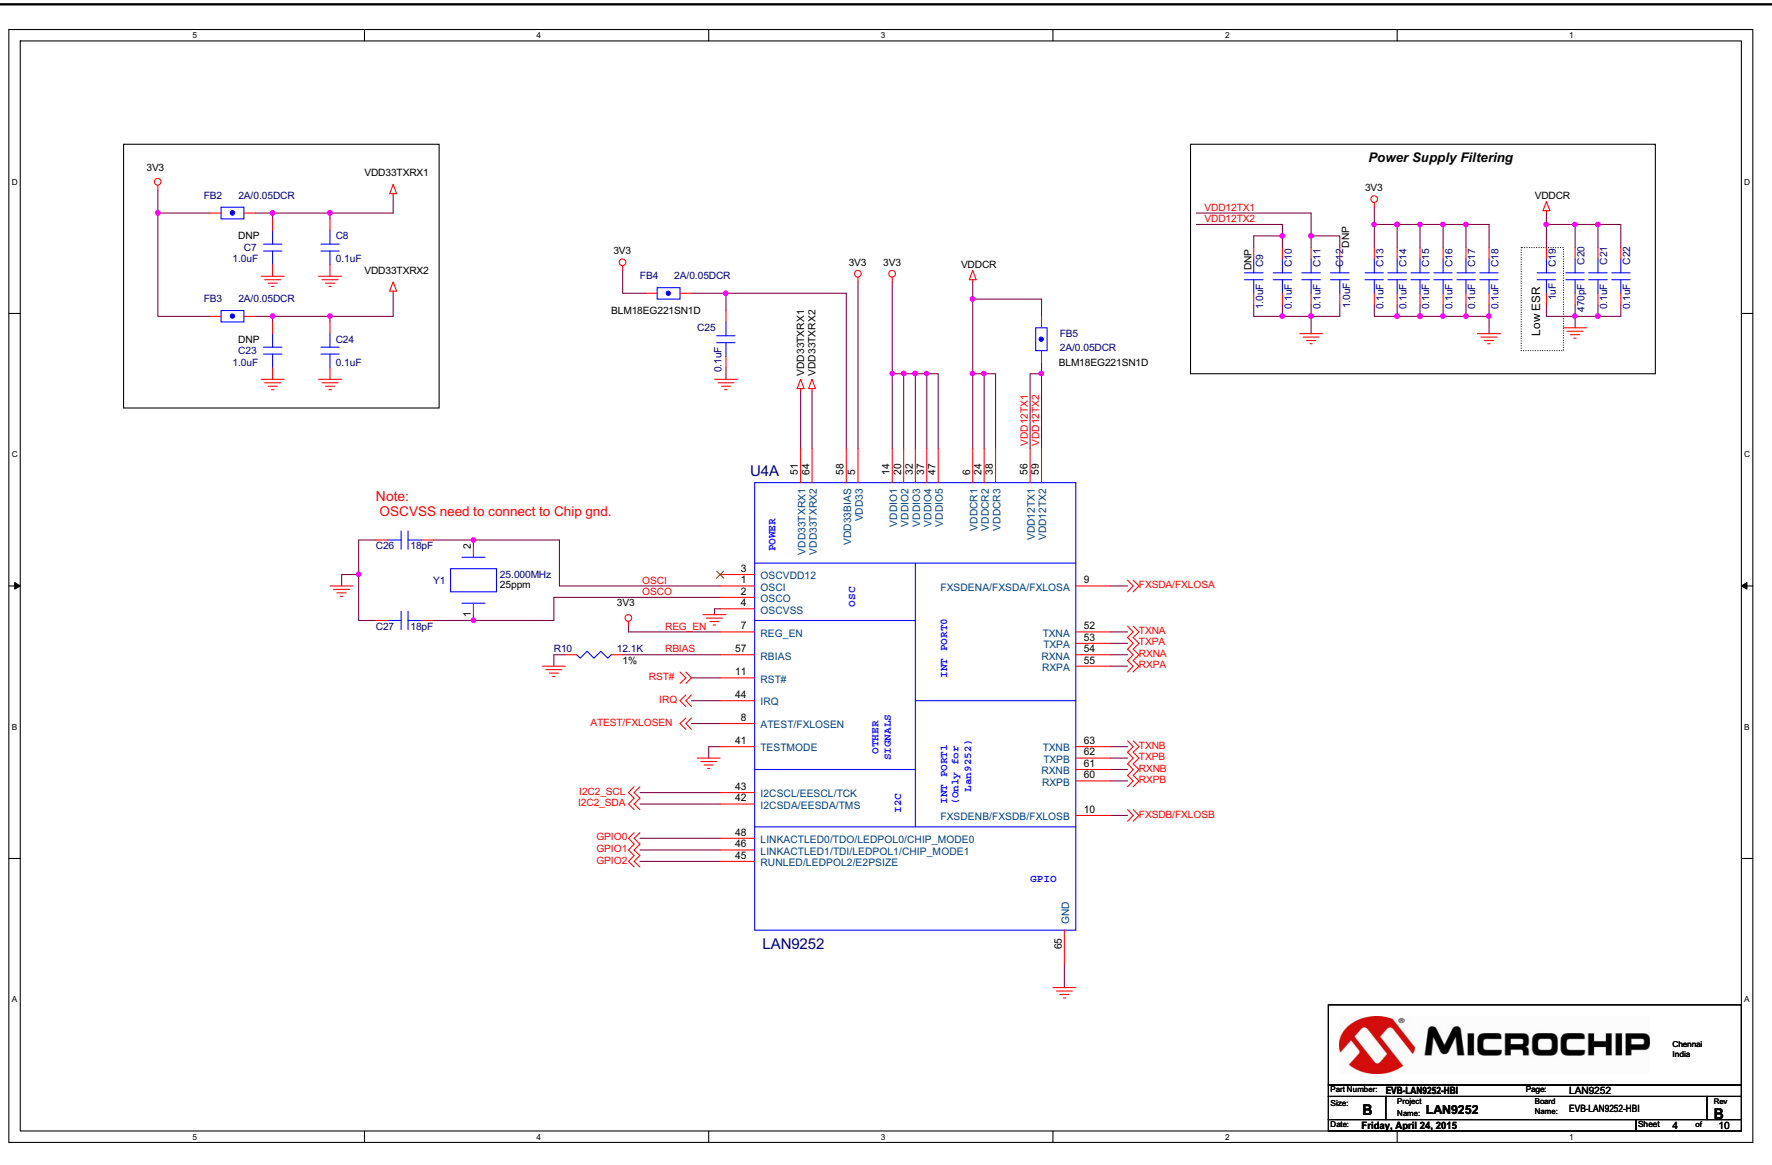 5 4 3 2 1
D D
C C
B B
A A
3V3
VDD33TXRX1
FB2 2A/0.05DCR
DNP
C7
1.0uF
C8
0.1uF
VDD33TXRX2
FB3 2A/0.05DCR
DNP
C23
1.0uF
C24
0.1uF
Power Supply Filtering
VDD12TX1
VDD12TX2
3V3
VDDCR
DNP
C9
1.0uF
C10
0.1uF
C11
0.1uF
DNP
C12
1.0uF
C13
0.1uF
C14
0.1uF
C15
0.1uF
C16
0.1uF
C17
0.1uF
C18
0.1uF
Low ESR
C19
1uF
C20
470pF
C21
0.1uF
C22
0.1uF
3V3
FB4 2A/0.05DCR
BLM18EG221SN1D
C25
0.1uF
VDD33TXRX1
VDD33TXRX2
3V3
3V3
VDDCR
FB5
2A/0.05DCR
BLM18EG221SN1D
VDD12TX1
VDD12TX2
U4A
51 64 58 5 14 20 32 37 47 6 24 38 56 59
POWER
VDD33TXRX1
VDD33TXRX2
VDD33BIAS
VDD33
VDDIO1
VDDIO2
VDDIO3
VDDIO4
VDDIO5
VDDCR1
VDDCR2
VDDCR3
VDD12TX1
VDD12TX2
Note:
OSCVSS need to connect to Chip gnd.
C26 18pF
2
Y1
25.000MHz
25ppm
1
C27 18pF
3 OSCVDD12
OSCI 1 OSCI
OSCO 2 OSCO
4 OSCVSS
OSC
3V3
REG_EN 7 REG_EN
R10 12.1K
1%
RBIAS 57 RBIAS
RST# 11 RST#
IRQ 44 IRQ
ATEST/FXLOSEN 8 ATEST/FXLOSEN
41 TESTMODE
OTHER
SIGNALS
I2C2_SCL 43 I2CSCL/EESCL/TCK
I2C2_SDA 42 I2CSDA/EESDA/TMS
I2C
GPIO0 48 LINKACTLED0/TDO/LEDPOL0/CHIP_MODE0
GPIO1 46 LINKACTLED1/TDI/LEDPOL1/CHIP_MODE1
GPIO2 45 RUNLED/LEDPOL2/E2PSIZE
GPIO
FXSDENA/FXSDA/FXLOSA 9 FXSDA/FXLOSA
INT PORT0
TXNA 52 TXNA
TXPA 53 TXPA
RXNA 54 RXNA
RXPA 55 RXPA
INT PORT1
(Only for
Lan9252)
TXNB 63 TXNB
TXPB 62 TXPB
RXNB 61 RXNB
RXPB 60 RXPB
FXSDENB/FXSDB/FXLOSB 10 FXSDB/FXLOSB
GND
65
LAN9252
MICROCHIP ®
Chennai
India
Part Number: EVB-LAN9252-HBI Page: LAN9252
Size: B Project Name: LAN9252 Board Name: EVB-LAN9252-HBI Rev B
Date: Friday, April 24, 2015 Sheet 4 of 10
5 4 3 2 1